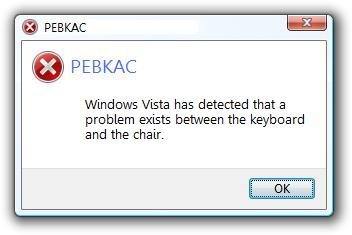 PEBKAC
PEBKAC
Windows Vista has detected that a
problem exists between the keyboard
and the chair.
OK